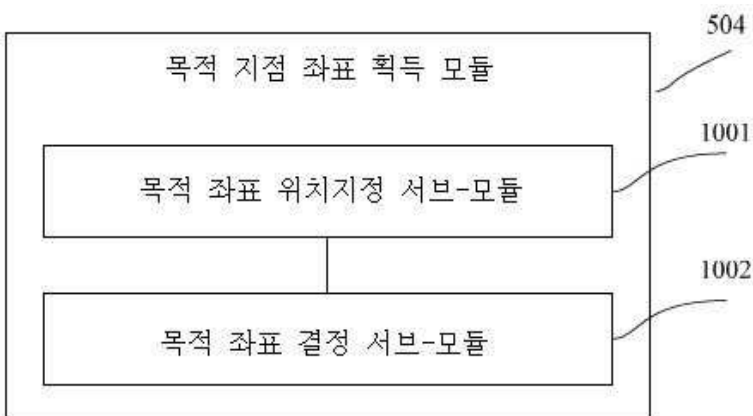 504
목적 지점 좌표 획득 모듈
1001
목적 좌표 위치지정 서브-모듈
1002
목적 좌표 결정 서브-모듈